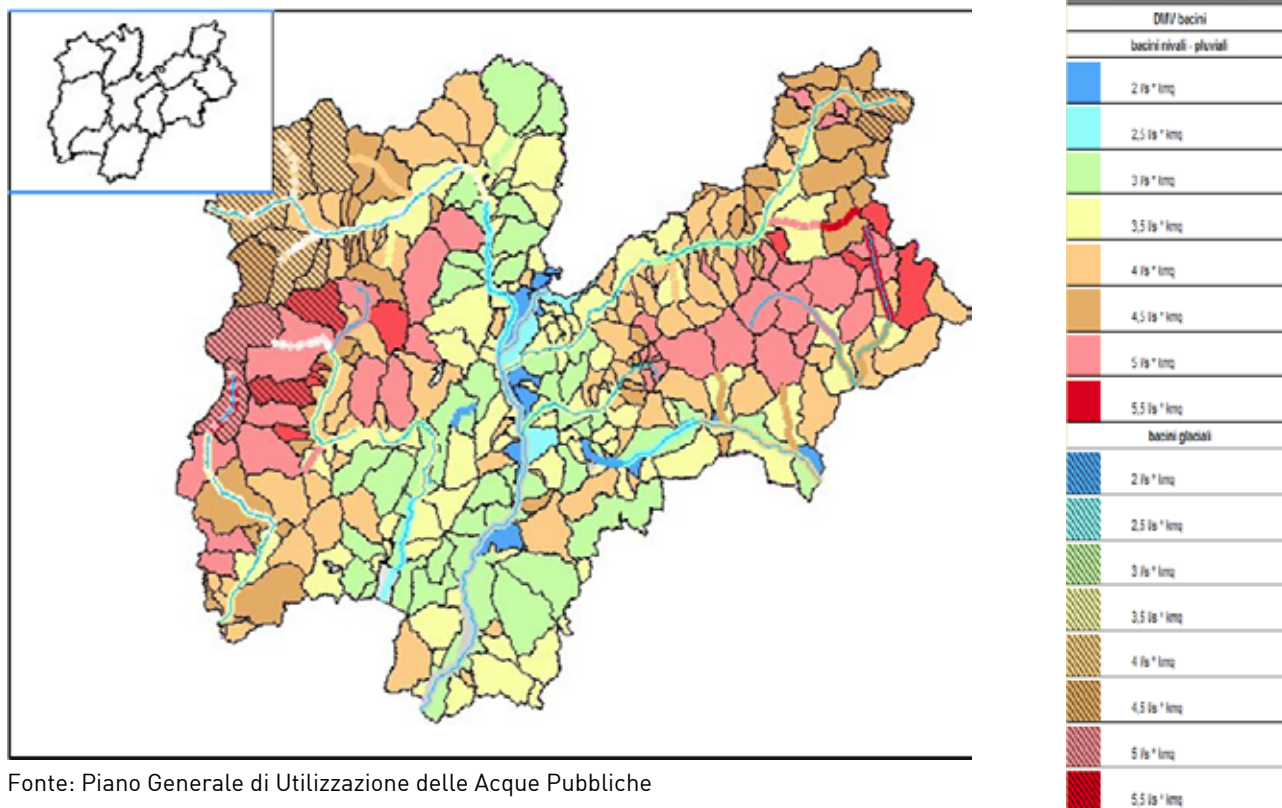 Fonte: Piano Generale di Utilizzazione delle Acque Pubbliche
DMV bacini
bacini nivali - pluviali
2 l/s * kmq
2,5 l/s * kmq
3 l/s * kmq
3,5 l/s * kmq
4 l/s * kmq
4,5 l/s * kmq
5 l/s * kmq
5,5 l/s * kmq
bacini glaciali
2 l/s * kmq
2,5 l/s * kmq
3 l/s * kmq
3,5 l/s * kmq
4 l/s * kmq
4,5 l/s * kmq
5 l/s * kmq
5,5 l/s * kmq